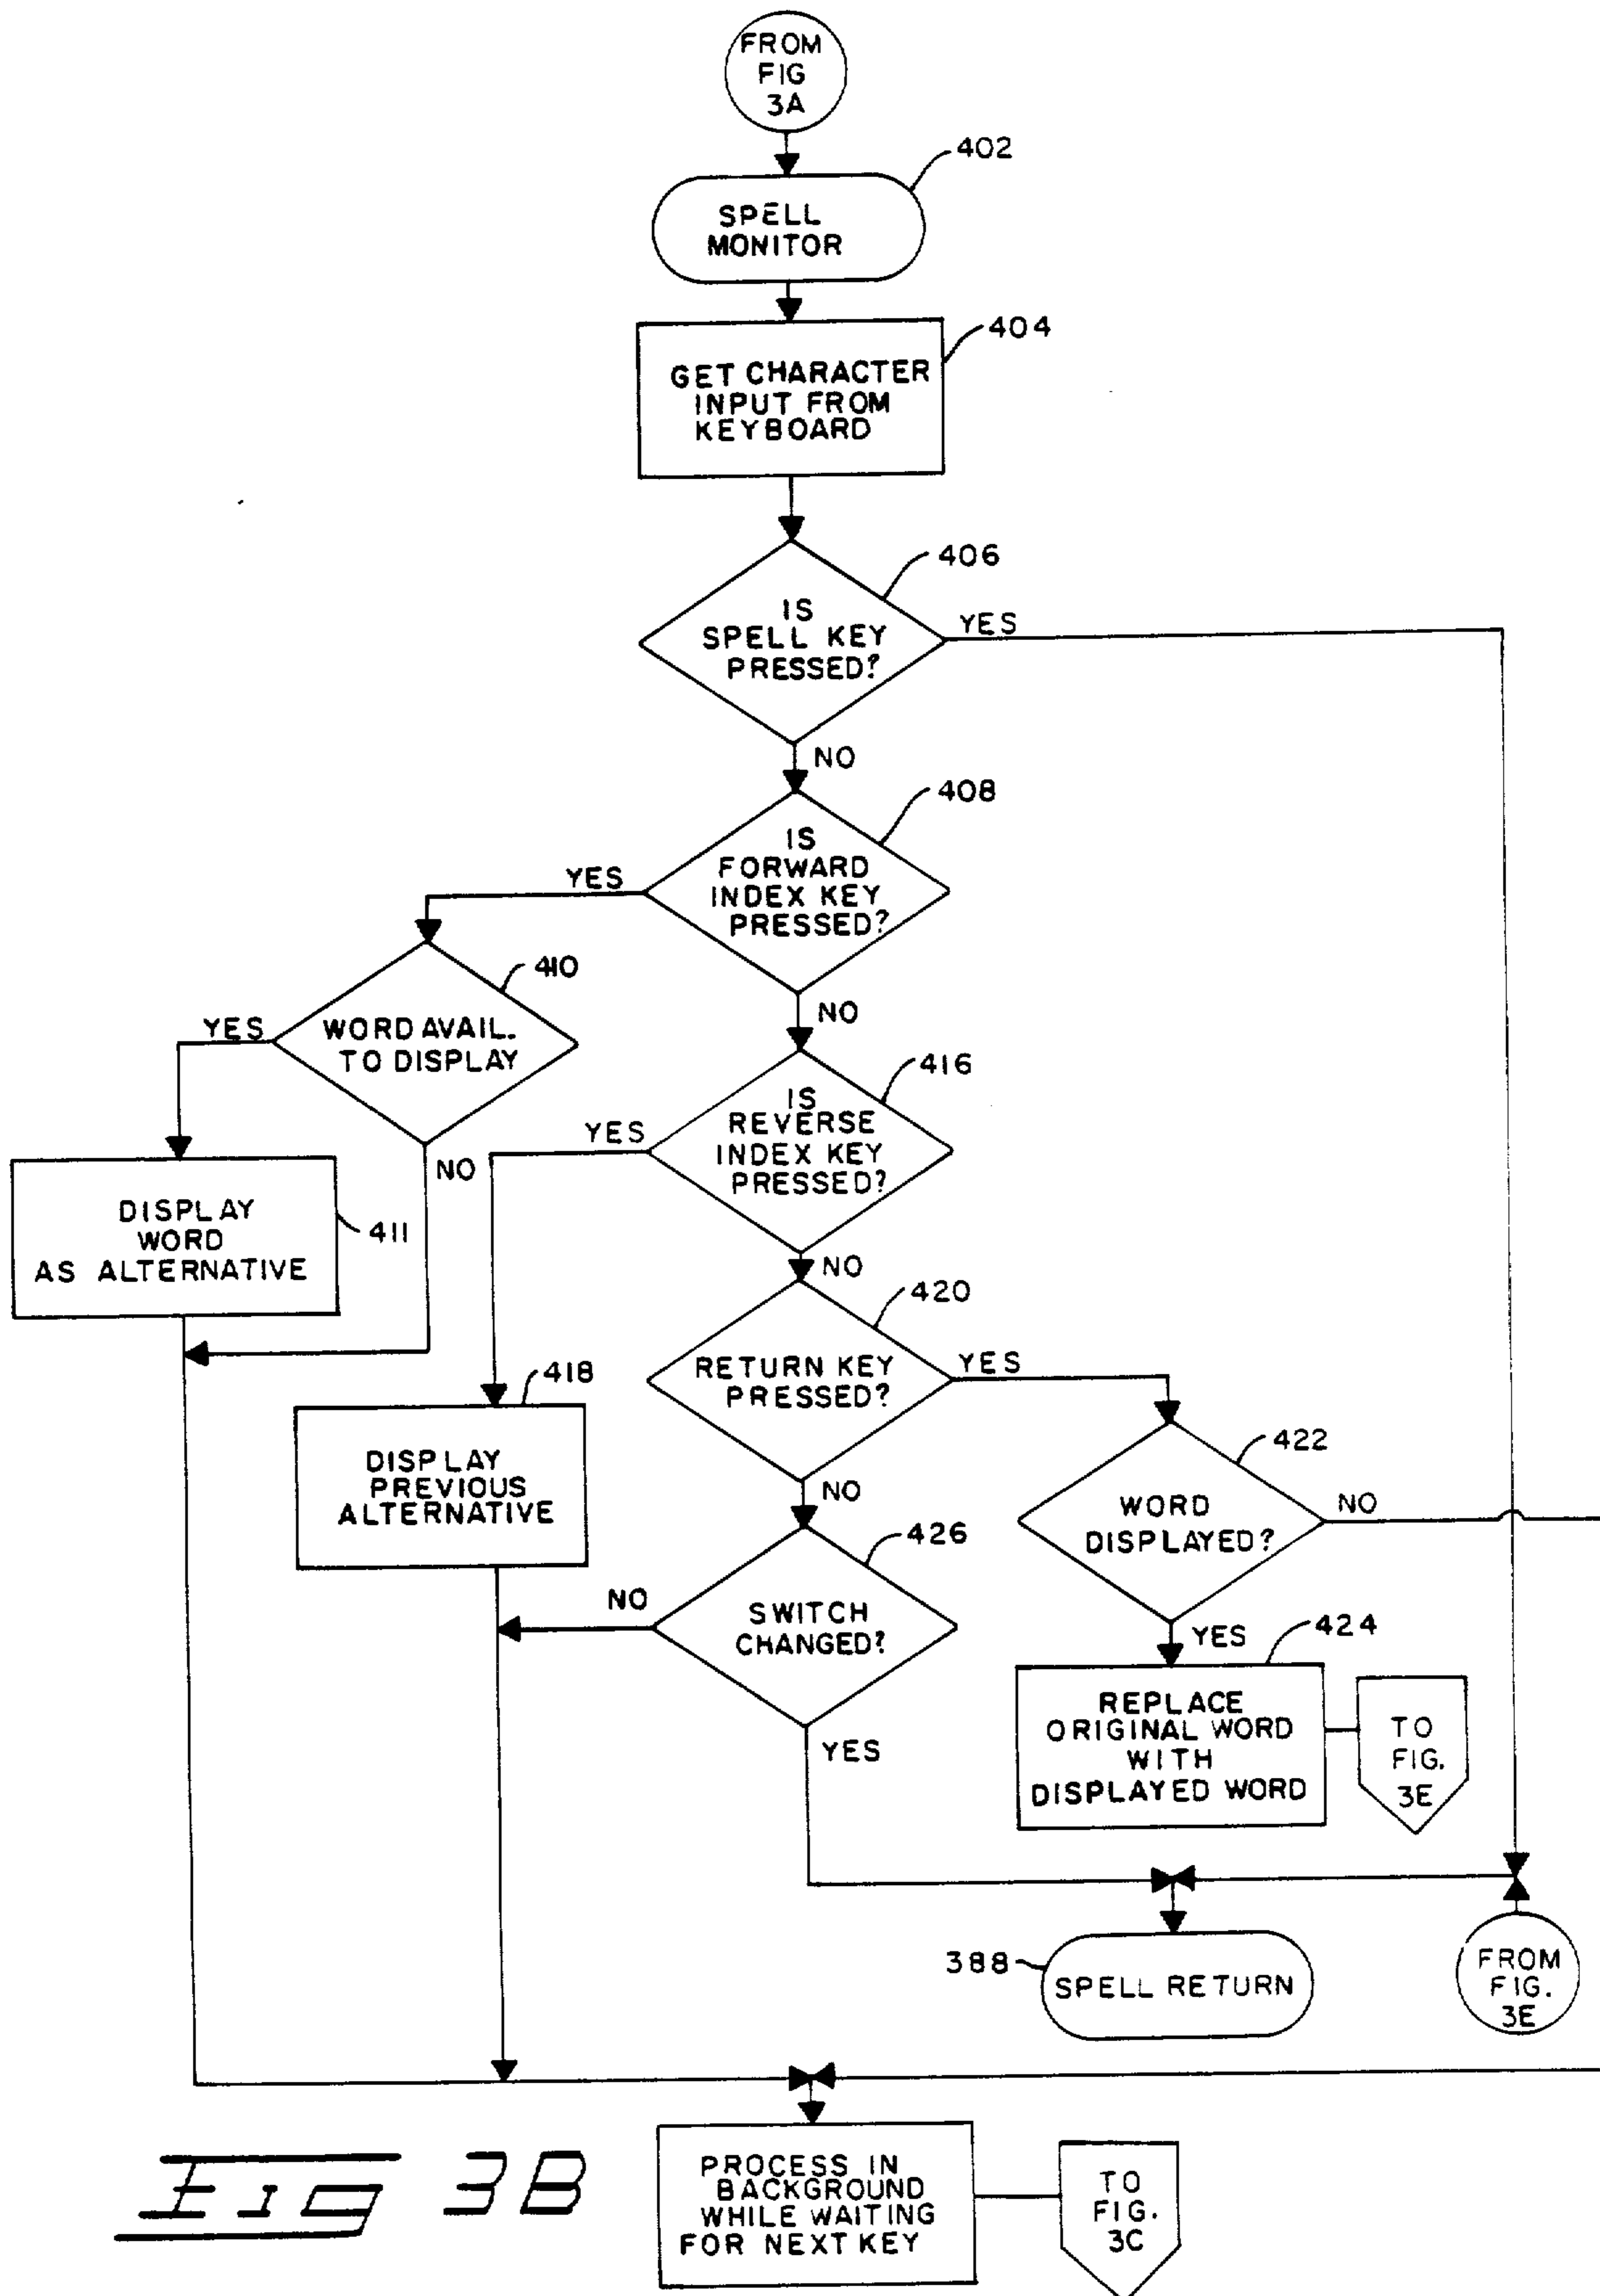 FROM
FIG
3A
402
SPELL
MONITOR
404
GET CHARACTER
INPUT FROM
KEYBOARD
406
IS
SPELL KEY
PRESSED?
YES
NO
408
IS
FORWARD
INDEX KEY
PRESSED?
YES
NO
410
WORD AVAIL.
TO DISPLAY
YES
NO
411
DISPLAY
WORD
AS ALTERNATIVE
416
IS
REVERSE
INDEX KEY
PRESSED?
YES
NO
418
DISPLAY
PREVIOUS
ALTERNATIVE
420
RETURN KEY
PRESSED?
YES
NO
422
WORD
DISPLAYED?
NO
YES
424
REPLACE
ORIGINAL WORD
WITH
DISPLAYED WORD
TO
FIG.
3E
426
SWITCH
CHANGED?
NO
YES
388
SPELL RETURN
FROM
FIG.
3E
PROCESS IN
BACKGROUND
WHILE WAITING
FOR NEXT KEY
TO
FIG.
3C
Fig 3B